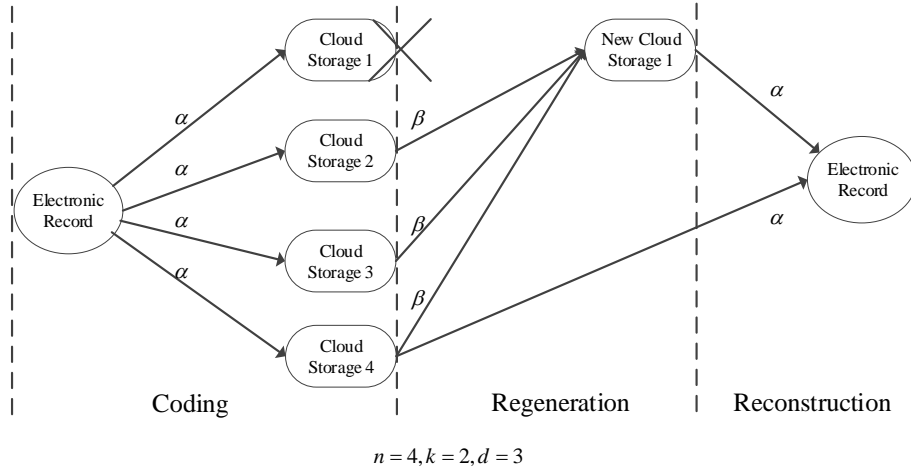 Cloud
Storage 1
New Cloud
Storage 1
α
α
β
Cloud
Storage 2
α
Electronic
Record
Electronic
Record
α
β
α
Cloud
Storage 3
α
β
Cloud
Storage 4
Coding
Regeneration
Reconstruction
n = 4, k = 2, d = 3